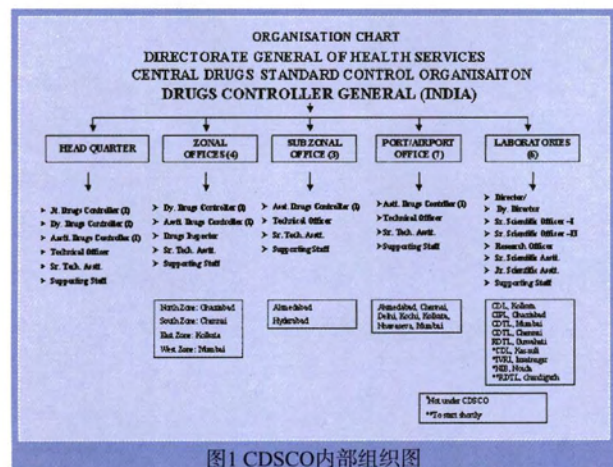 ORGANISATION CHART
DIRECTORATE GENERAL OF HEALTH SERVICES
CENTRAL DRUGS STANDARD CONTROL ORGANISAITON
DRUGS CONTROLLER GENERAL (INDIA)
HEAD QUARTER
➢ Jt. Drugs Controller (1)
➢ Dy. Drugs Controller (1)
➢ Asstt. Drugs Controller (1)
➢ Technical Officer
➢ Sr. Tech. Asstt.
➢ Supporting Staff
ZONAL
OFFICES (4)
➢ Dy. Drugs Controller (1)
➢ Asstt. Drugs Controller (1)
➢ Drugs Inspector
➢ Sr. Tech. Asstt.
➢ Supporting Staff
North Zone: Ghaziabad
South Zone: Chennai
East Zone: Kolkata
West Zone: Mumbai
SUB ZONAL
OFFICE (3)
➢ Asst. Drugs Controller (1)
➢ Technical Officer
➢ Sr. Tech. Asstt.
➢ Supporting Staff
Ahmedabad
Hyderabad
PORT/AIRPORT
OFFICE (7)
➢ Asstt. Drugs Controller (1)
➢ Technical Officer
➢ Sr. Tech. Asstt.
➢ Supporting Staff
Ahmedabad, Chennai,
Delhi, Kochi, Kolkata,
Mumbai
LABORATORIES
(6)
➢ Director/
➢ Dy. Director
➢ Sr. Scientific Officer -I
➢ Sr. Scientific Officer -II
➢ Research Officer
➢ Sr. Scientific Asstt.
➢ Jr. Scientific Asstt.
➢ Supporting Staff
CDL, Kolkata
CIPL, Ghaziabad
CDTL, Mumbai
CDTL, Chennai
RDTL, Guwahati
*CDL, Kasauli
*IVRI, Izzatnagar
*NIB, Noida
**RDTL, Chandigarh
*Not under CDSCO
**To start shortly
图1 CDSCO内部组织图